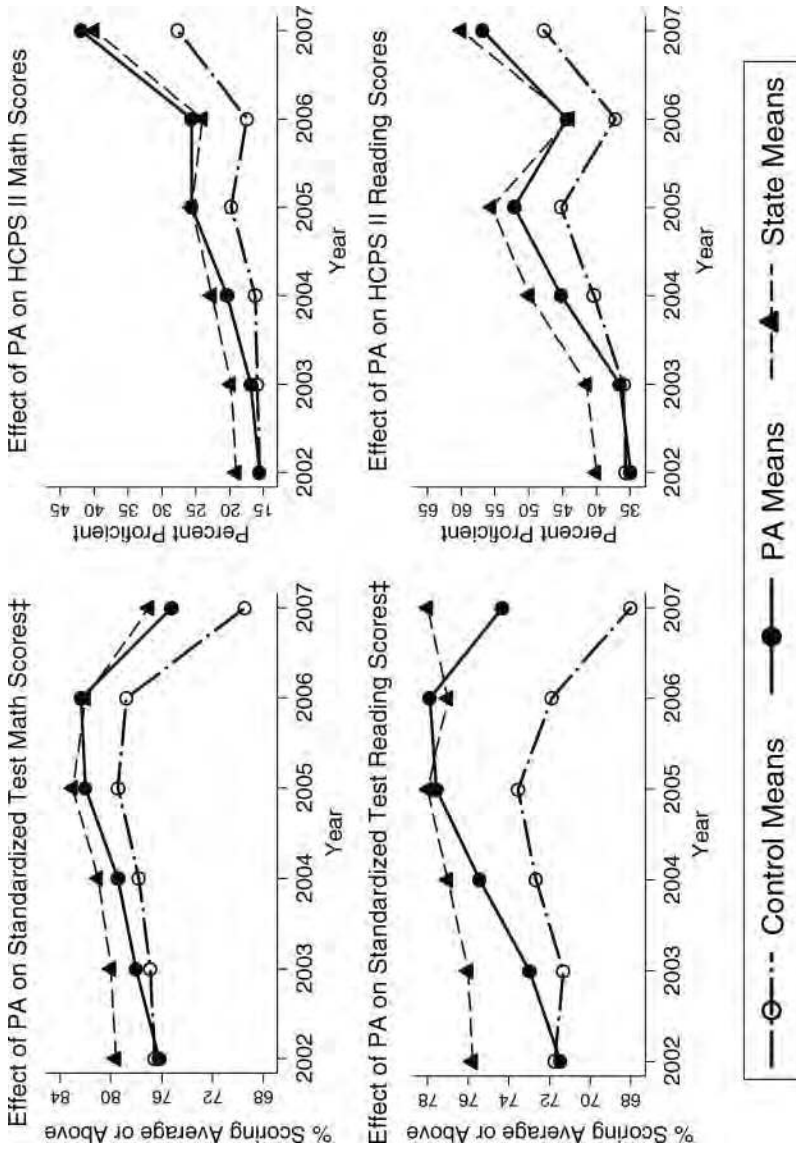 Effect of PA on Standardized Test Math Scores‡
% Scoring Average or Above
84
80
76
72
68
2002 2003 2004 2005 2006 2007
Year
Effect of PA on HCPS II Math Scores
Percent Proficient
45
40
35
30
25
20
15
2002 2003 2004 2005 2006 2007
Year
Effect of PA on Standardized Test Reading Scores‡
% Scoring Average or Above
78
76
74
72
70
68
2002 2003 2004 2005 2006 2007
Year
Effect of PA on HCPS II Reading Scores
Percent Proficient
65
60
55
50
45
40
35
2002 2003 2004 2005 2006 2007
Year
Control Means PA Means State Means